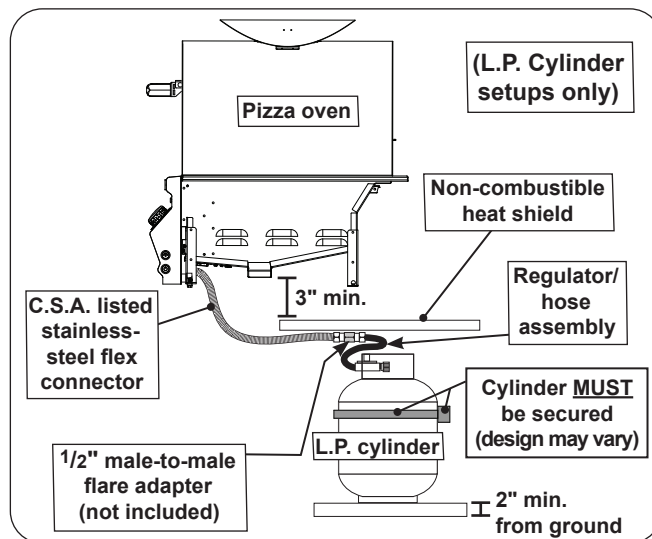 (L.P. Cylinder
setups only)
Pizza oven
Non-combustible
heat shield
3" min.
Regulator/
hose
assembly
C.S.A. listed
stainless-
steel flex
connector
Cylinder MUST
be secured
(design may vary)
L.P. cylinder
1/2" male-to-male
flare adapter
(not included)
2" min.
from ground